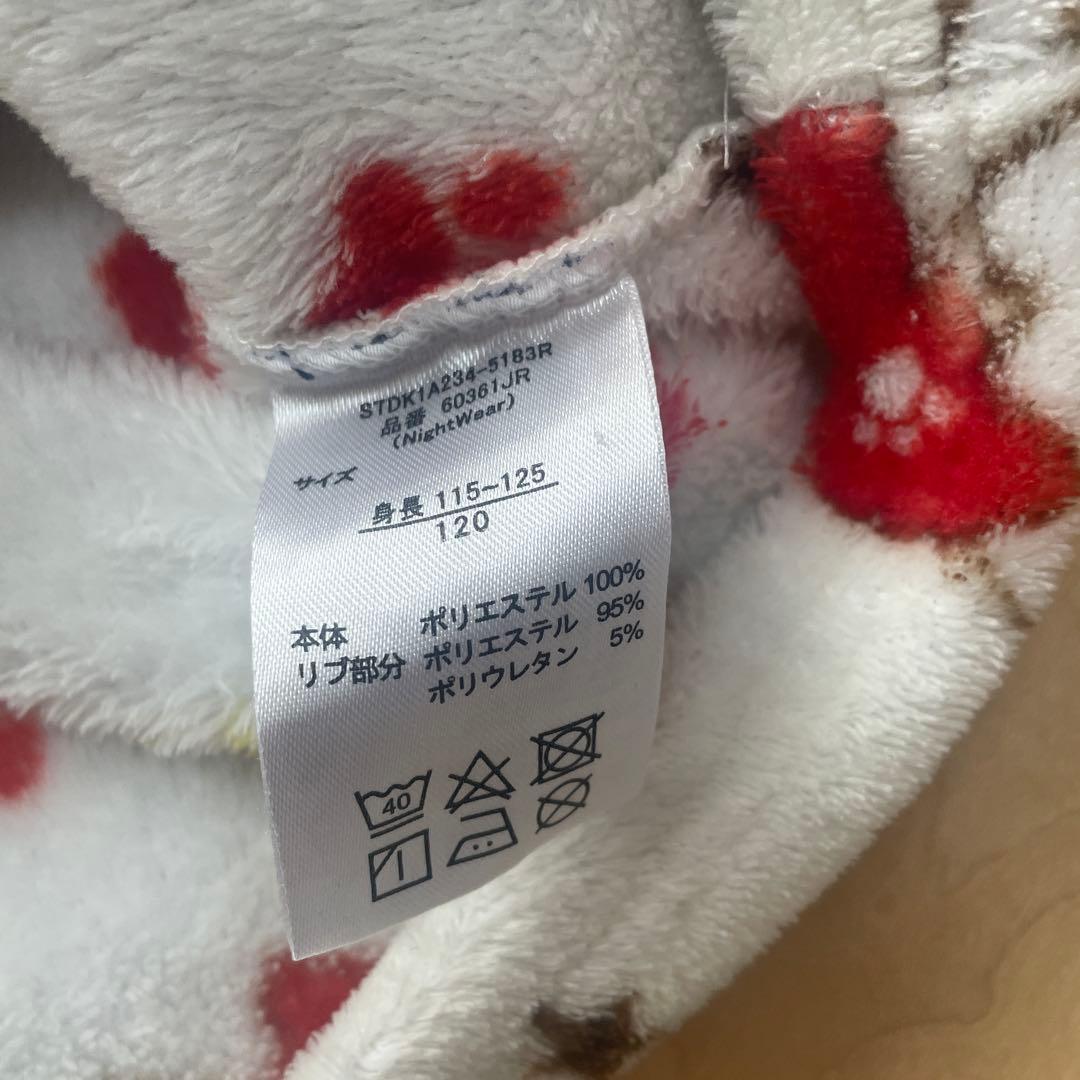 STDK1A234-5183R
品番 60361JR
(NightWear)
サイズ
身長 115~125
120
本体 ポリエステル 100%
リブ部分 ポリエステル 95%
ポリウレタン 5%
40